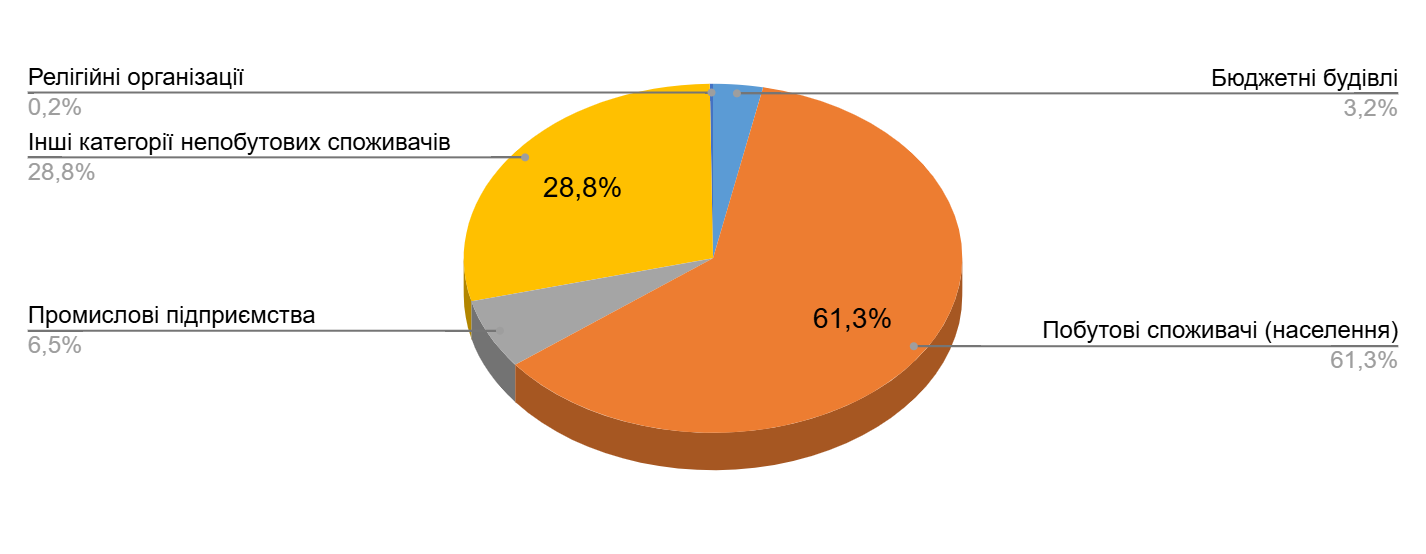 Релігійні організації
0,2%
Інші категорії непобутових споживачів
28,8%
28,8%
Промислові підприємства
6,5%
Бюджетні будівлі
3,2%
61,3%
Побутові споживачі (населення)
61,3%